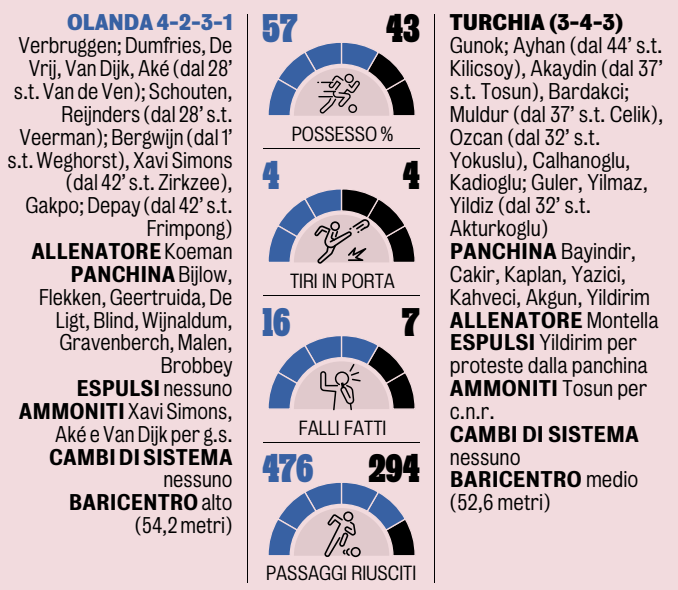 OLANDA 4-2-3-1
Verbruggen; Dumfries, De
Vrij, Van Dijk, Aké (dal 28'
s.t. Van de Ven); Schouten,
Reijnders (dal 28' s.t.
Veerman); Bergwijn (dal 1'
s.t. Weghorst), Xavi Simons
(dal 42' s.t. Zirkzee),
Gakpo; Depay (dal 42' s.t.
Frimpong)
ALLENATORE Koeman
PANCHINA Bijlow,
Flekken, Geertruida, De
Ligt, Blind, Wijnaldum,
Gravenberch, Malen,
Brobbey
ESPULSI nessuno
AMMONITI Xavi Simons,
Aké e Van Dijk per g.s.
CAMBI DI SISTEMA
nessuno
BARICENTRO alto
(54,2 metri)
57 43
POSSESSO %
4 4
TIRI IN PORTA
16 7
FALLI FATTI
476 294
PASSAGGI RIUSCITI
TURCHIA (3-4-3)
Gunok; Ayhan (dal 44' s.t.
Kilicsoy), Akaydin (dal 37'
s.t. Tosun), Bardakci;
Muldur (dal 37' s.t. Celik),
Ozcan (dal 32' s.t.
Yokuslu), Calhanoglu,
Kadioglu; Guler, Yilmaz,
Yildiz (dal 32' s.t.
Akturkoglu)
PANCHINA Bayindir,
Cakir, Kaplan, Yazici,
Kahveci, Akgun, Yildirim
ALLENATORE Montella
ESPULSI Yildirim per
proteste dalla panchina
AMMONITI Tosun per
c.n.r.
CAMBI DI SISTEMA
nessuno
BARICENTRO medio
(52,6 metri)